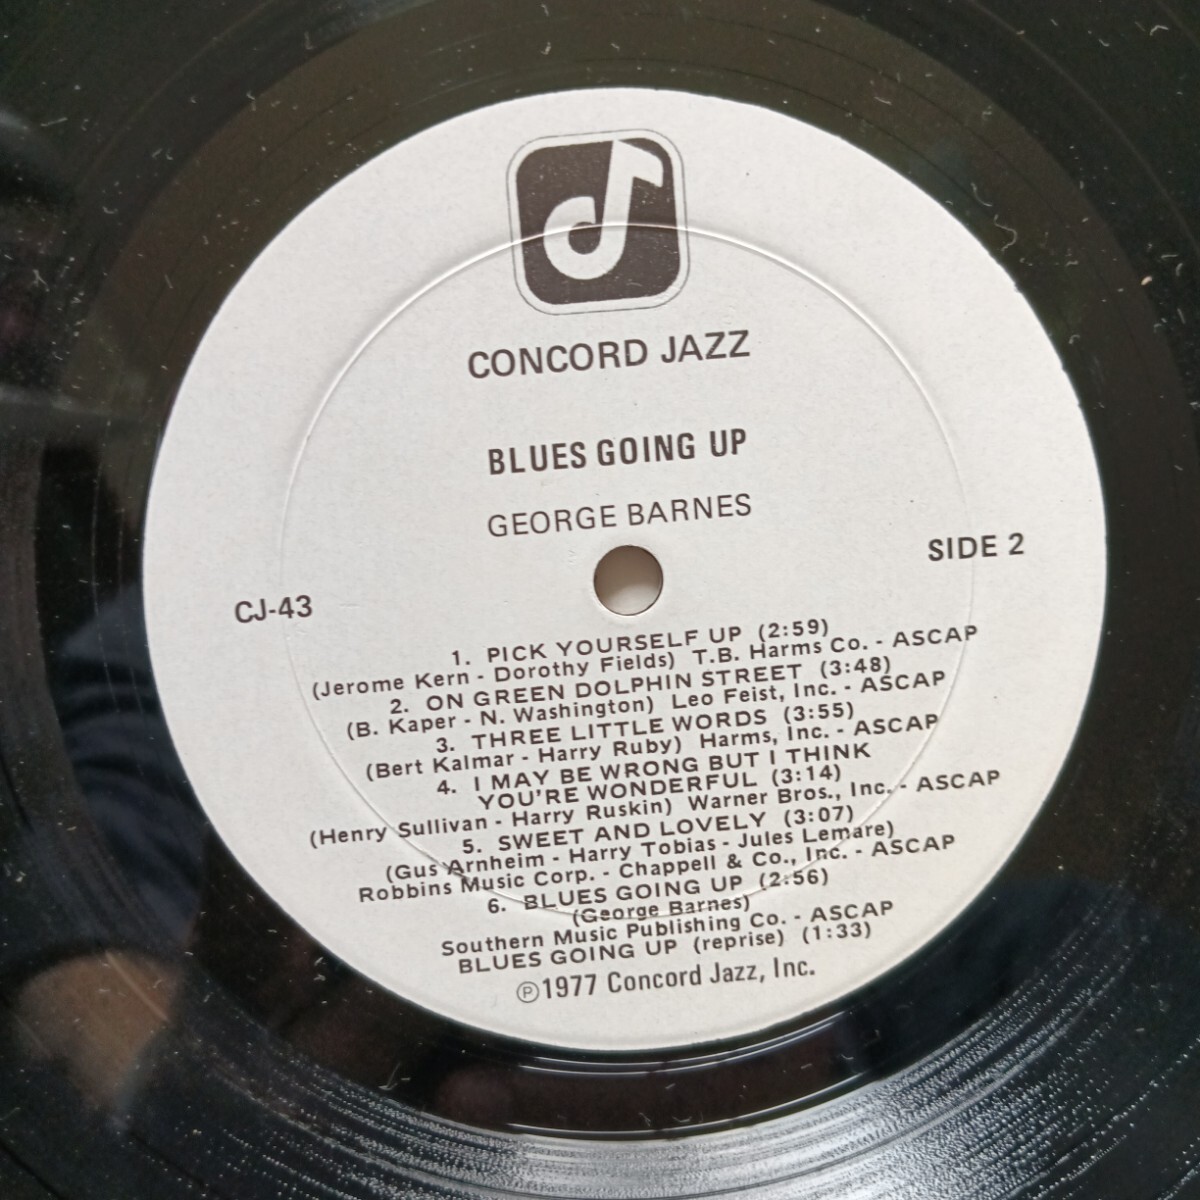 CONCORD JAZZ
BLUES GOING UP
GEORGE BARNES
SIDE 2
CJ-43
1. PICK YOURSELF UP (2:59)
(Jerome Kern - Dorothy Fields) T.B. Harms Co. - ASCAP
2. ON GREEN DOLPHIN STREET (3:48)
(B. Kaper - N. Washington) Leo Feist, Inc. - ASCAP
3. THREE LITTLE WORDS (3:55)
(Bert Kalmar - Harry Ruby) Harms, Inc. - ASCAP
4. I MAY BE WRONG BUT I THINK
YOU'RE WONDERFUL (3:14)
(Henry Sullivan - Harry Ruskin) Warner Bros., Inc. - ASCAP
5. SWEET AND LOVELY (3:07)
(Gus Arnheim - Harry Tobias - Jules Lemare)
Robbins Music Corp. - Chappell & Co., Inc. - ASCAP
6. BLUES GOING UP (2:56)
(George Barnes)
Southern Music Publishing Co. - ASCAP
BLUES GOING UP (reprise) (1:33)
℗1977 Concord Jazz, Inc.